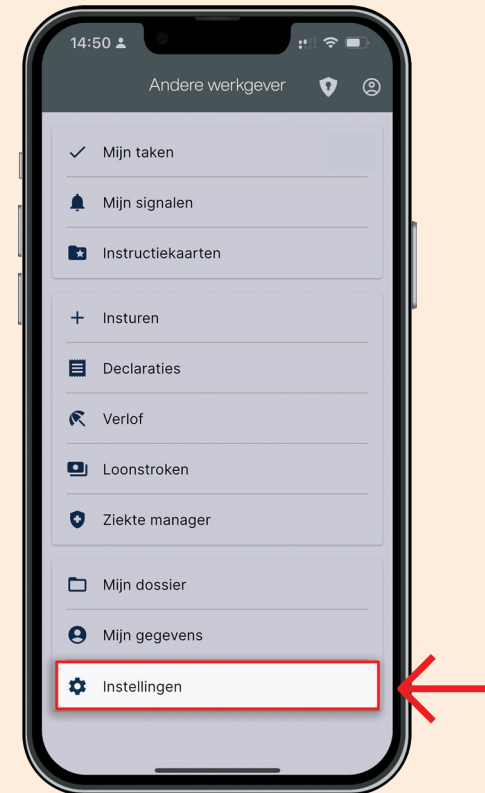 14:50
Andere werkgever
Mijn taken
Mijn signalen
Instructiekaarten
Insturen
Declaraties
Verlof
Loonstroken
Ziekte manager
Mijn dossier
Mijn gegevens
Instellingen